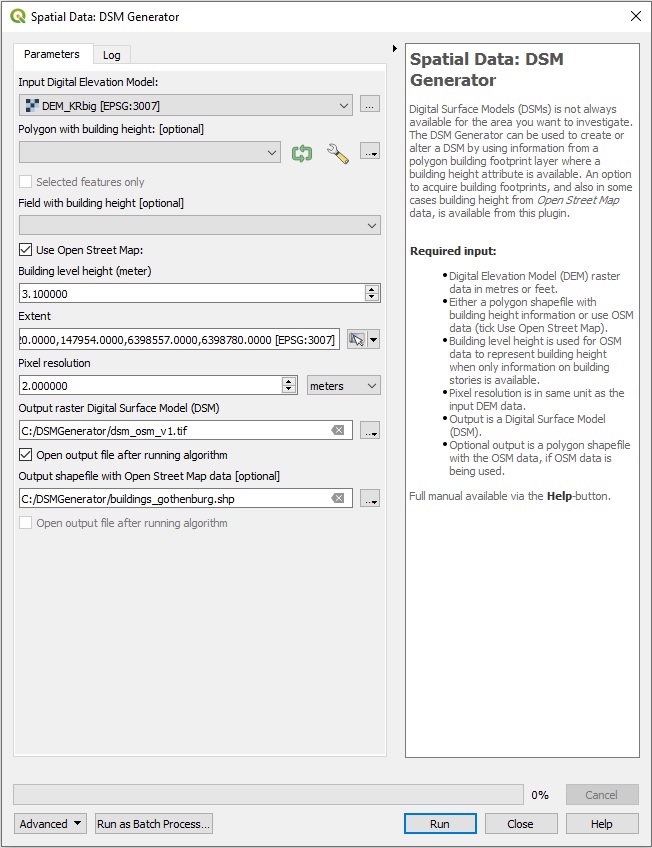 Spatial Data: DSM Generator
Parameters
Log
Input Digital Elevation Model:
DEM_KRbig [EPSG:3007]
...
Polygon with building height: [optional]
...
Selected features only
Field with building height [optional]
Use Open Street Map:
Building level height (meter)
3.100000
Extent
0.0000,147954.0000,6398557.0000,6398780.0000 [EPSG:3007]
Pixel resolution
2.000000
meters
Output raster Digital Surface Model (DSM)
C:/DSMGenerator/dsm_osm_v1.tif
...
Open output file after running algorithm
Output shapefile with Open Street Map data [optional]
C:/DSMGenerator/buildings_gothenburg.shp
...
Open output file after running algorithm
Spatial Data: DSM
Generator
Digital Surface Models (DSMs) is not always
available for the area you want to investigate.
The DSM Generator can be used to create or
alter a DSM by using information from a
polygon building footprint layer where a
building height attribute is available. An option
to acquire building footprints, and also in some
cases building height from Open Street Map
data, is available from this plugin.
Required input:
•Digital Elevation Model (DEM) raster
data in metres or feet.
•Either a polygon shapefile with
building height information or use OSM
data (tick Use Open Street Map).
•Building level height is used for OSM
data to represent building height
when only information on building
stories is available.
•Pixel resolution is in same unit as the
input DEM data.
•Output is a Digital Surface Model
(DSM).
•Optional output is a polygon shapefile
with the OSM data, if OSM data is
being used.
Full manual available via the Help-button.
0%
Cancel
Advanced
Run as Batch Process...
Run
Close
Help